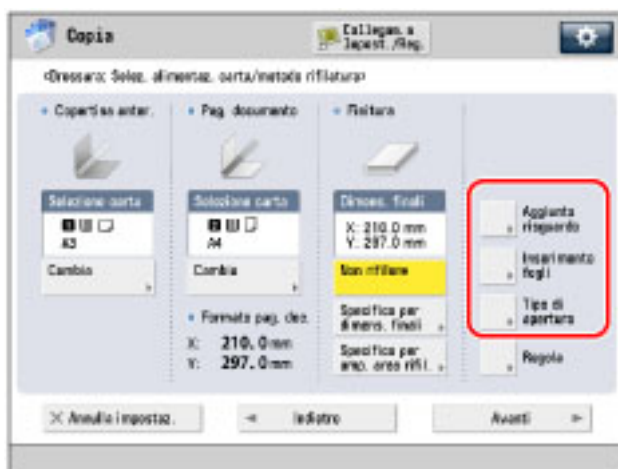 Copia
Collegam. a
Impost./Reg.
<Brossura: Selez. alimentaz. carta/metodo rifilatura>
Copertina anter.
Pag. documento
Finitura
Selezione carta
A3
Cambia
Selezione carta
A4
Cambia
Formato pag. doc.
X: 210.0 mm
Y: 297.0 mm
Dimens. finali
X: 210.0 mm
Y: 297.0 mm
Non rifilare
Specifica per
dimens. finali
Specifica per
amp. area rifil.
Aggiunta
risguardo
Inserimento
fogli
Tipo di
apertura
Regola
Annulla impostaz.
Indietro
Avanti